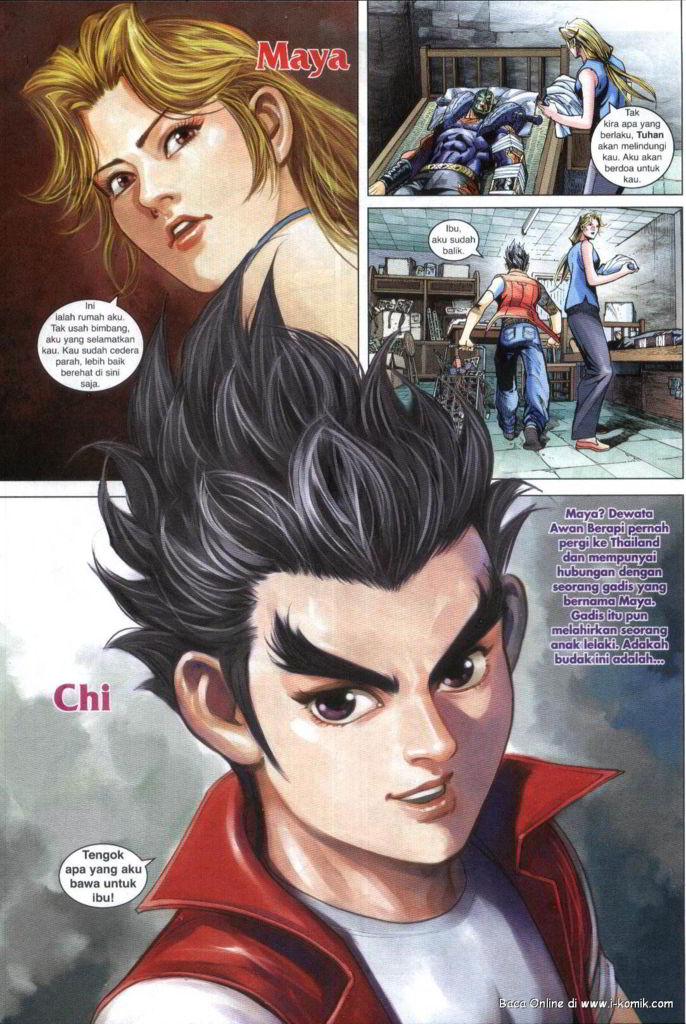 Maya
Ini
ialah rumah aku.
Tak usah bimbang,
aku yang selamatkan
kau. Kau sudah cedera
parah, lebih baik
berehat di sini
saja.
Tak
kira apa yang
berlaku, Tuhan
akan melindungi
kau. Aku akan
berdoa untuk
kau.
Ibu,
aku sudah
balik.
Maya? Dewata
Awan Berapi pernah
pergi ke Thailand
dan mempunyai
hubungan dengan
seorang gadis yang
bernama Maya.
Gadis itu pun
melahirkan seorang
anak lelaki. Adakah
budak ini adalah...
Chi
Tengok
apa yang aku
bawa untuk
ibu!
Baca Online di www.i-komik.com